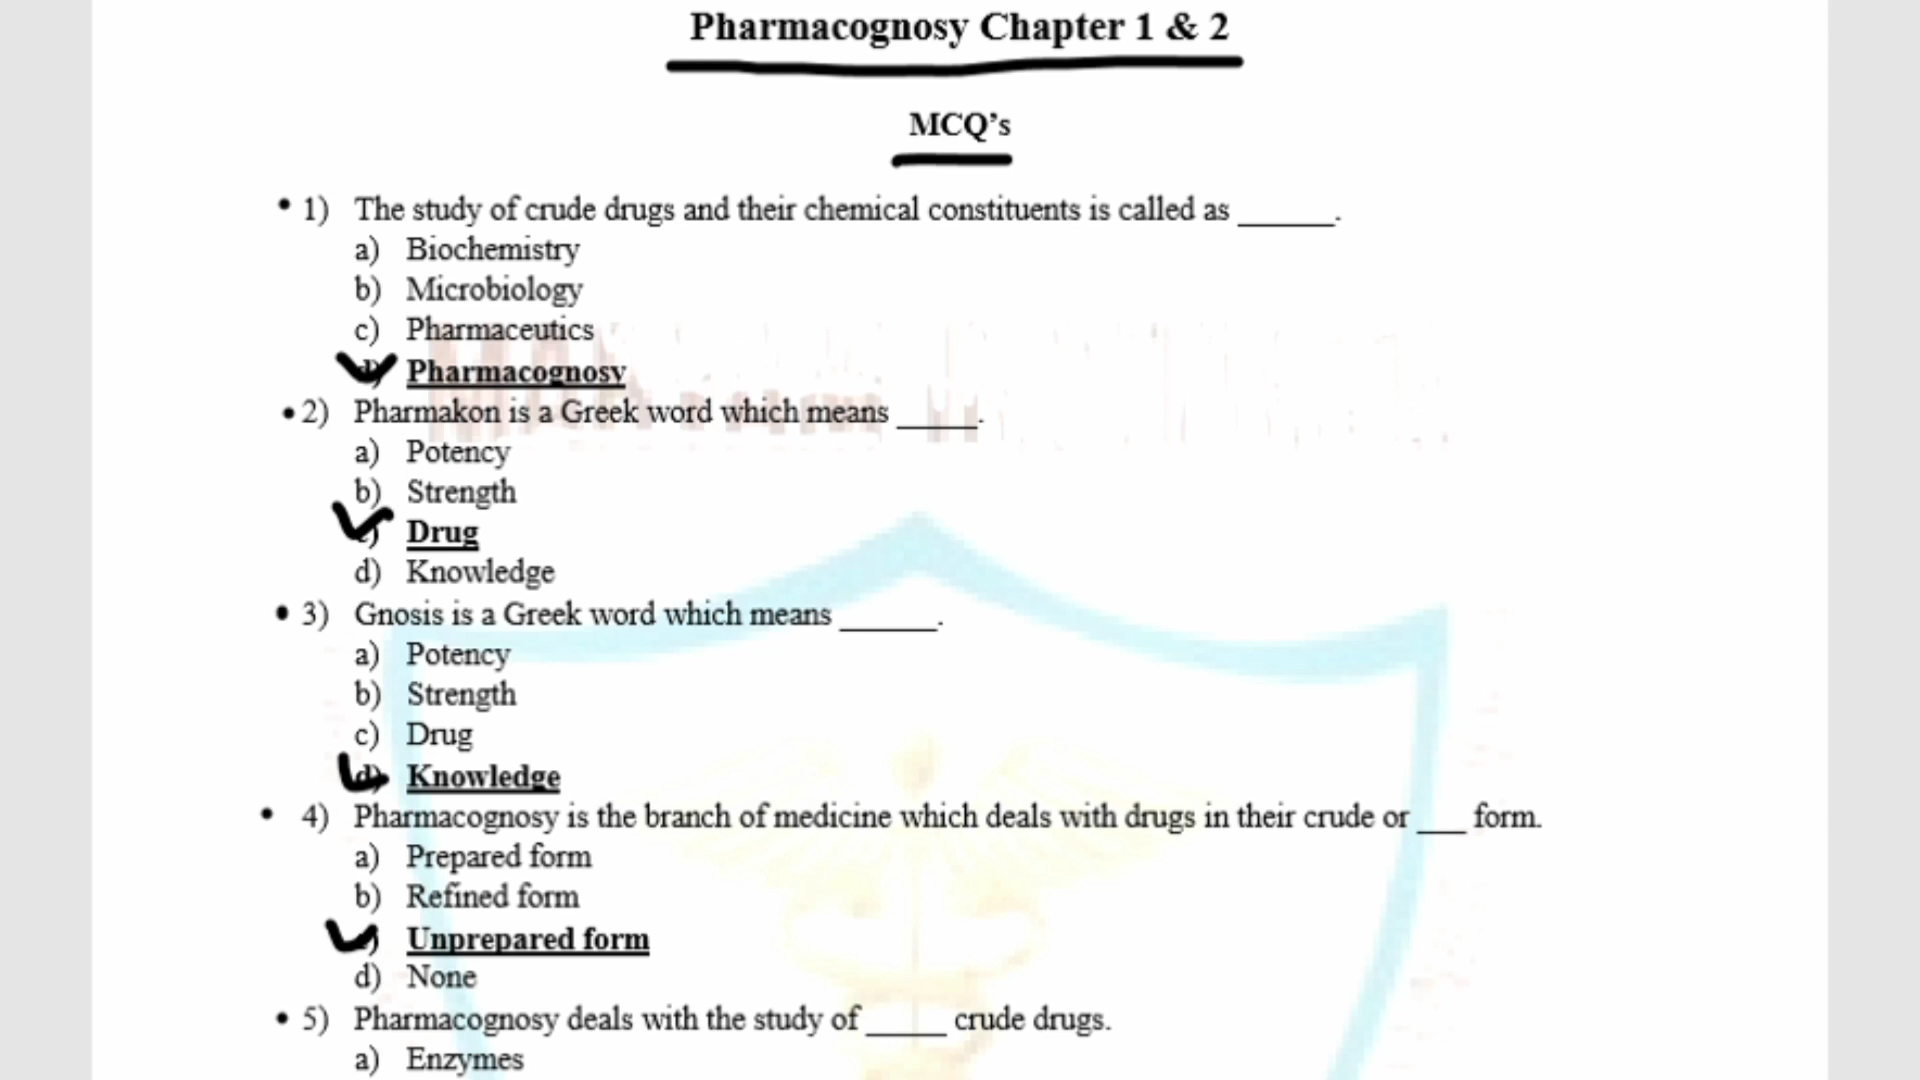 Pharmacognosy Chapter 1 & 2
MCQ's
• 1) The study of crude drugs and their chemical constituents is called as ______.
a) Biochemistry
b) Microbiology
c) Pharmaceutics
d) Pharmacognosy
• 2) Pharmakon is a Greek word which means _____.
a) Potency
b) Strength
c) Drug
d) Knowledge
• 3) Gnosis is a Greek word which means ______.
a) Potency
b) Strength
c) Drug
d) Knowledge
• 4) Pharmacognosy is the branch of medicine which deals with drugs in their crude or ___ form.
a) Prepared form
b) Refined form
c) Unprepared form
d) None
• 5) Pharmacognosy deals with the study of _____ crude drugs.
a) Enzymes